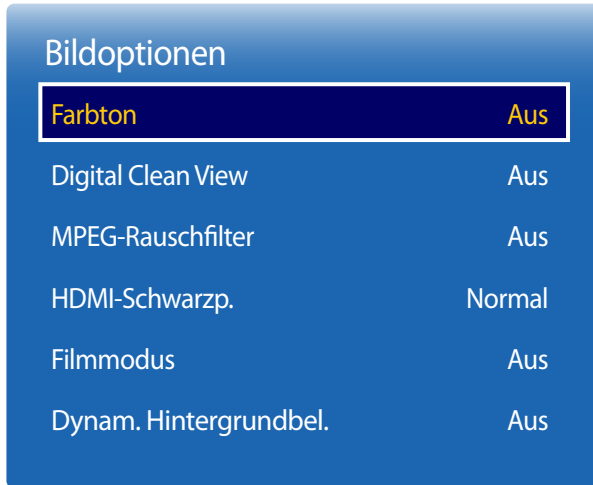 Bildoptionen
Farbton Aus
Digital Clean View Aus
MPEG-Rauschfilter Aus
HDMI-Schwarzp. Normal
Filmmodus Aus
Dynam. Hintergrundbel. Aus